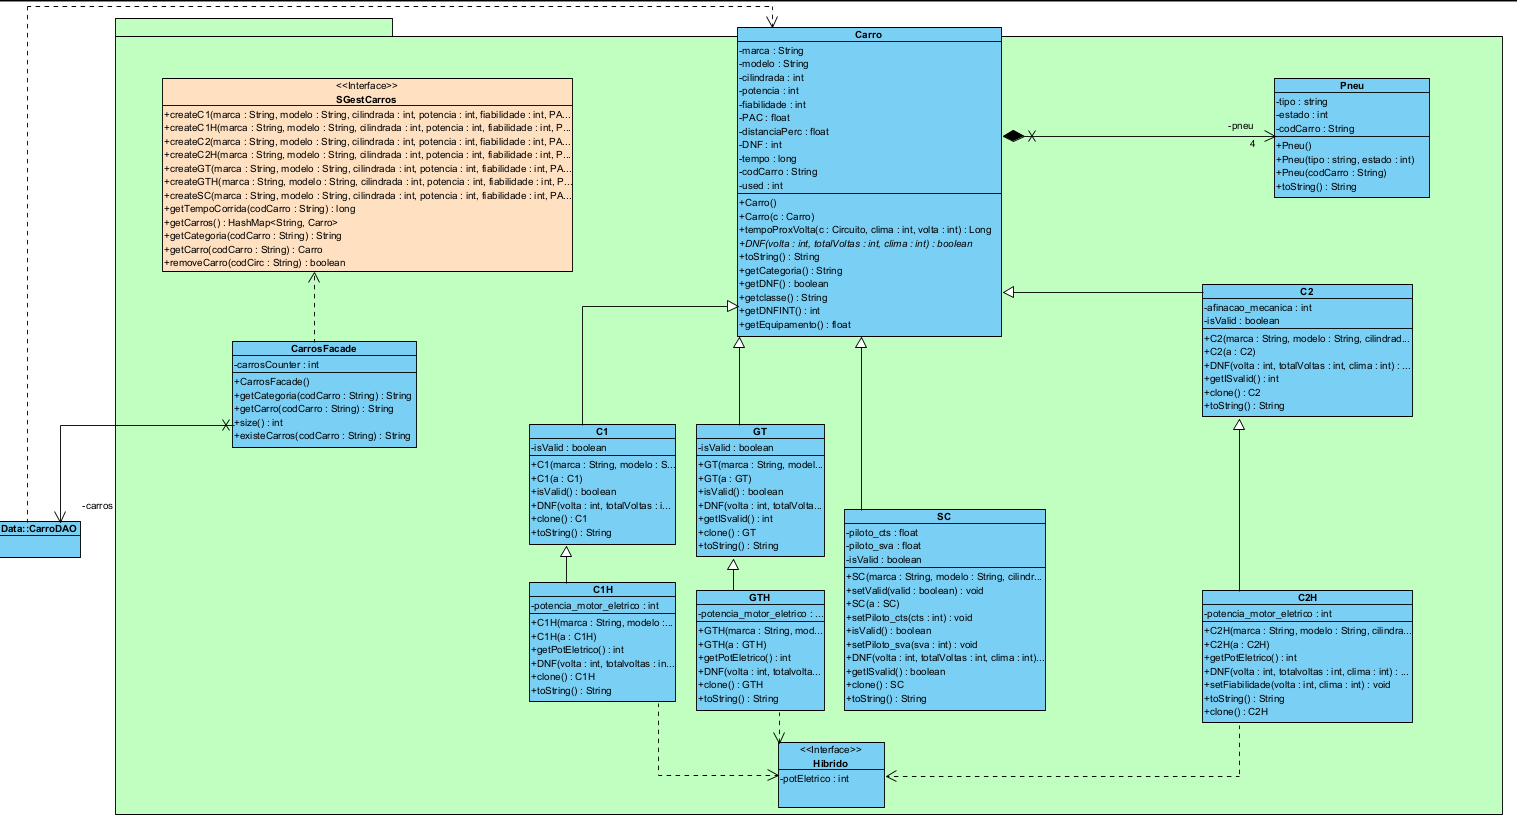 Carro
-marca : String
-modelo : String
-cilindrada : int
-potencia : int
-fiabilidade : int
-PAC : float
-distanciaPerc : float
-DNF : int
-tempo : long
-codCarro : String
-used : int
+Carro()
+Carro(c : Carro)
+tempoProxVolta(c : Circuito, clima : int, volta : int) : Long
+DNF(volta : int, totalVoltas : int, clima : int) : boolean
+toString() : String
+getCategoria() : String
+getDNF() : boolean
+getclasse() : String
+getDNFINT() : int
+getEquipamento() : float
<<Interface>>
SGestCarros
+createC1(marca : String, modelo : String, cilindrada : int, potencia : int, fiabilidade : int, PA...
+createC1H(marca : String, modelo : String, cilindrada : int, potencia : int, fiabilidade : int, P...
+createC2(marca : String, modelo : String, cilindrada : int, potencia : int, fiabilidade : int, PA...
+createC2H(marca : String, modelo : String, cilindrada : int, potencia : int, fiabilidade : int, P...
+createGT(marca : String, modelo : String, cilindrada : int, potencia : int, fiabilidade : int, PA...
+createGTH(marca : String, modelo : String, cilindrada : int, potencia : int, fiabilidade : int, P...
+createSC(marca : String, modelo : String, cilindrada : int, potencia : int, fiabilidade : int, PA...
+getTempoCorrida(codCarro : String) : long
+getCarros() : HashMap<String, Carro>
+getCategoria(codCarro : String) : String
+getCarro(codCarro : String) : Carro
+removeCarro(codCirc : String) : boolean
-pneu
4
Pneu
-tipo : string
-estado : int
-codCarro : String
+Pneu()
+Pneu(tipo : string, estado : int)
+Pneu(codCarro : String)
+toString() : String
CarrosFacade
-carrosCounter : int
+CarrosFacade()
+getCategoria(codCarro : String) : String
+getCarro(codCarro : String) : String
+size() : int
+existeCarros(codCarro : String) : String
-carros
Data::CarroDAO
C2
-afinacao_mecanica : int
-isValid : boolean
+C2(marca : String, modelo : String, cilindrad...
+C2(a : C2)
+DNF(volta : int, totalVoltas : int, clima : int) : ...
+getISvalid() : int
+clone() : C2
+toString() : String
C1
-isValid : boolean
+C1(marca : String, modelo : S...
+C1(a : C1)
+isValid() : boolean
+DNF(volta : int, totalVoltas : i...
+clone() : C1
+toString() : String
GT
-isValid : boolean
+GT(marca : String, model...
+GT(a : GT)
+isValid() : boolean
+DNF(volta : int, totalVolta...
+getISvalid() : int
+clone() : GT
+toString() : String
SC
-piloto_cts : float
-piloto_sva : float
-isValid : boolean
+SC(marca : String, modelo : String, cilindr...
+setValid(valid : boolean) : void
+SC(a : SC)
+setPiloto_cts(cts : int) : void
+isValid() : boolean
+setPiloto_sva(sva : int) : void
+DNF(volta : int, totalVoltas : int, clima : int)...
+getISvalid() : boolean
+clone() : SC
+toString() : String
C1H
-potencia_motor_eletrico : int
+C1H(marca : String, modelo :...
+C1H(a : C1H)
+getPotEletrico() : int
+DNF(volta : int, totalvoltas : in...
+clone() : C1H
+toString() : String
GTH
-potencia_motor_eletrico : ...
+GTH(marca : String, mod...
+GTH(a : GTH)
+getPotEletrico() : int
+DNF(volta : int, totalvolta...
+clone() : GTH
+toString() : String
C2H
-potencia_motor_eletrico : int
+C2H(marca : String, modelo : String, cilindra...
+C2H(a : C2H)
+getPotEletrico() : int
+DNF(volta : int, totalvoltas : int, clima : int) : ...
+setFiabilidade(volta : int, clima : int) : void
+toString() : String
+clone() : C2H
<<Interface>>
Hibrido
-potEletrico : int